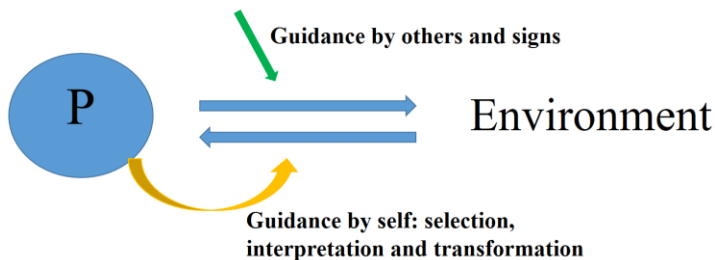 Guidance by others and signs
P
Environment
Guidance by self: selection,
interpretation and transformation